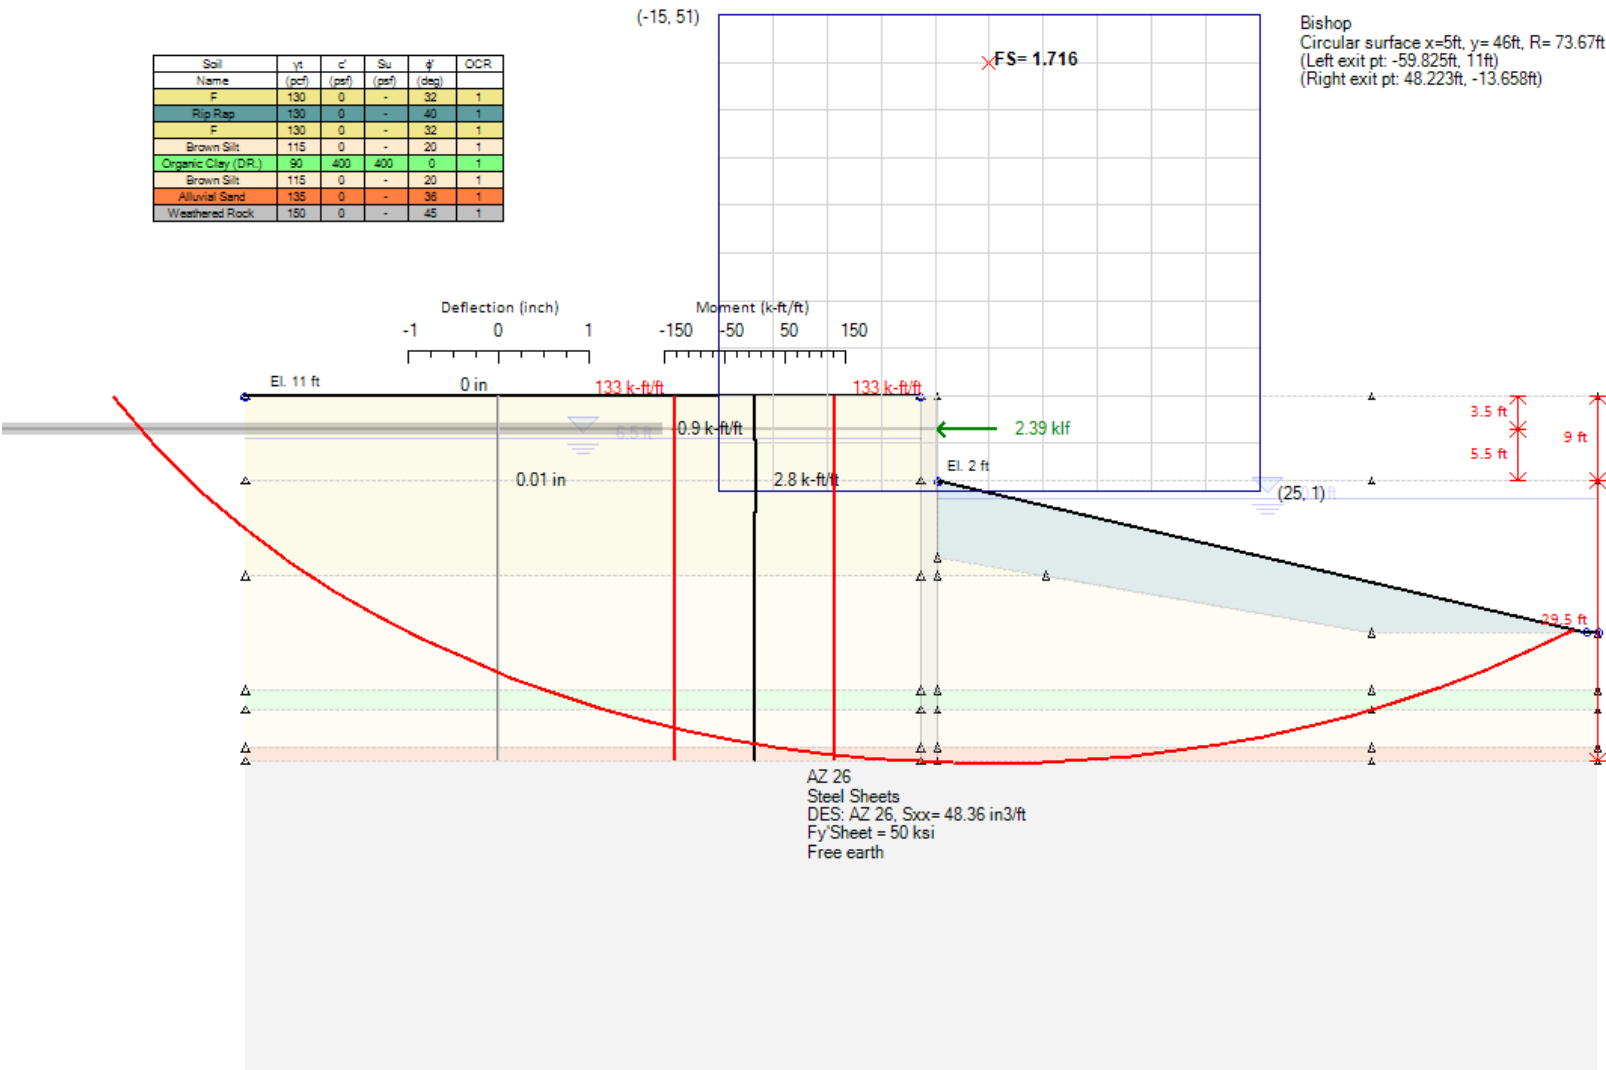 (-15, 51)
Bishop
Circular surface x=5ft, y= 46ft, R= 73.67ft
(Left exit pt: -59.825ft, 11ft)
(Right exit pt: 48.223ft, -13.658ft)
FS= 1.716
Soil γt c' Su ϕ' OCR
Name (pcf) (psf) (psf) (deg)
F 130 0 - 32 1
Rip Rap 130 0 - 40 1
F 130 0 - 32 1
Brown Silt 115 0 - 20 1
Organic Clay (DR.) 90 400 400 0 1
Brown Silt 115 0 - 20 1
Alluvial Sand 135 0 - 36 1
Weathered Rock 150 0 - 45 1
Deflection (inch)
Moment (k-ft/ft)
-1 0 1
-150 -50 50 150
El. 11 ft
0 in
133 k-ft/ft
133 k-ft/ft
3.5 ft
6.5 ft
-0.9 k-ft/ft
2.39 klf
9 ft
5.5 ft
El. 2 ft
0.01 in
2.8 k-ft/ft
(25, 1)
29.5 ft
AZ 26
Steel Sheets
DES: AZ 26, Sxx= 48.36 in3/ft
Fy'Sheet = 50 ksi
Free earth